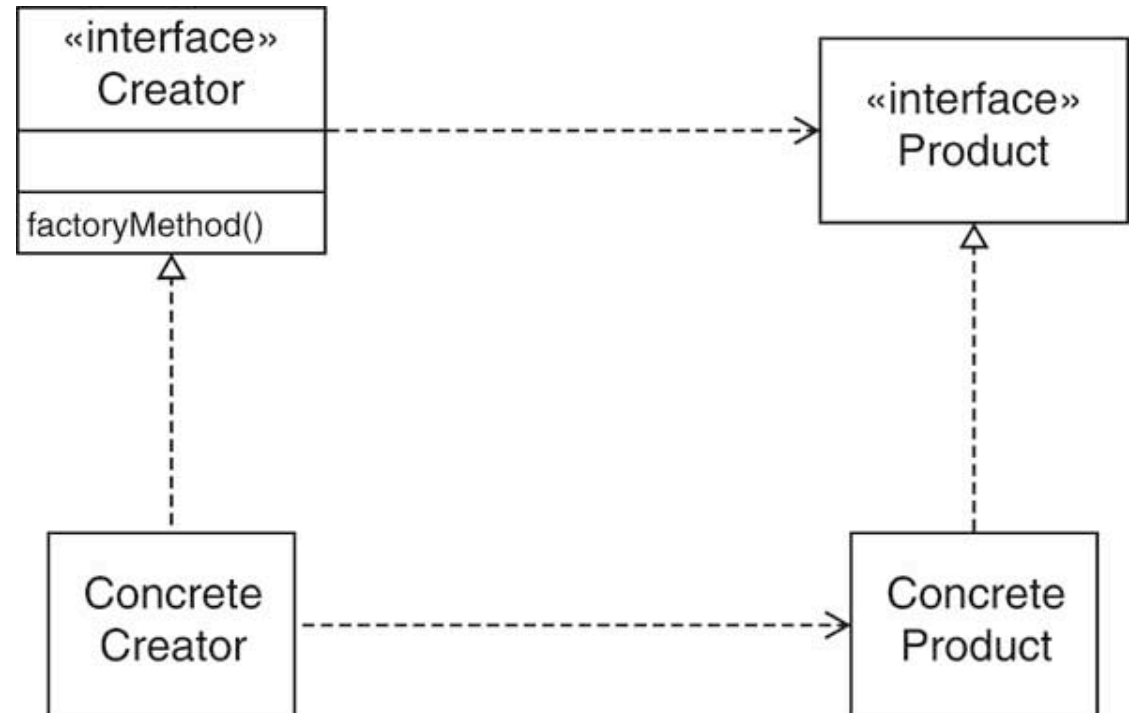 «interface»
Creator
factoryMethod()
«interface»
Product
Concrete
Creator
Concrete
Product